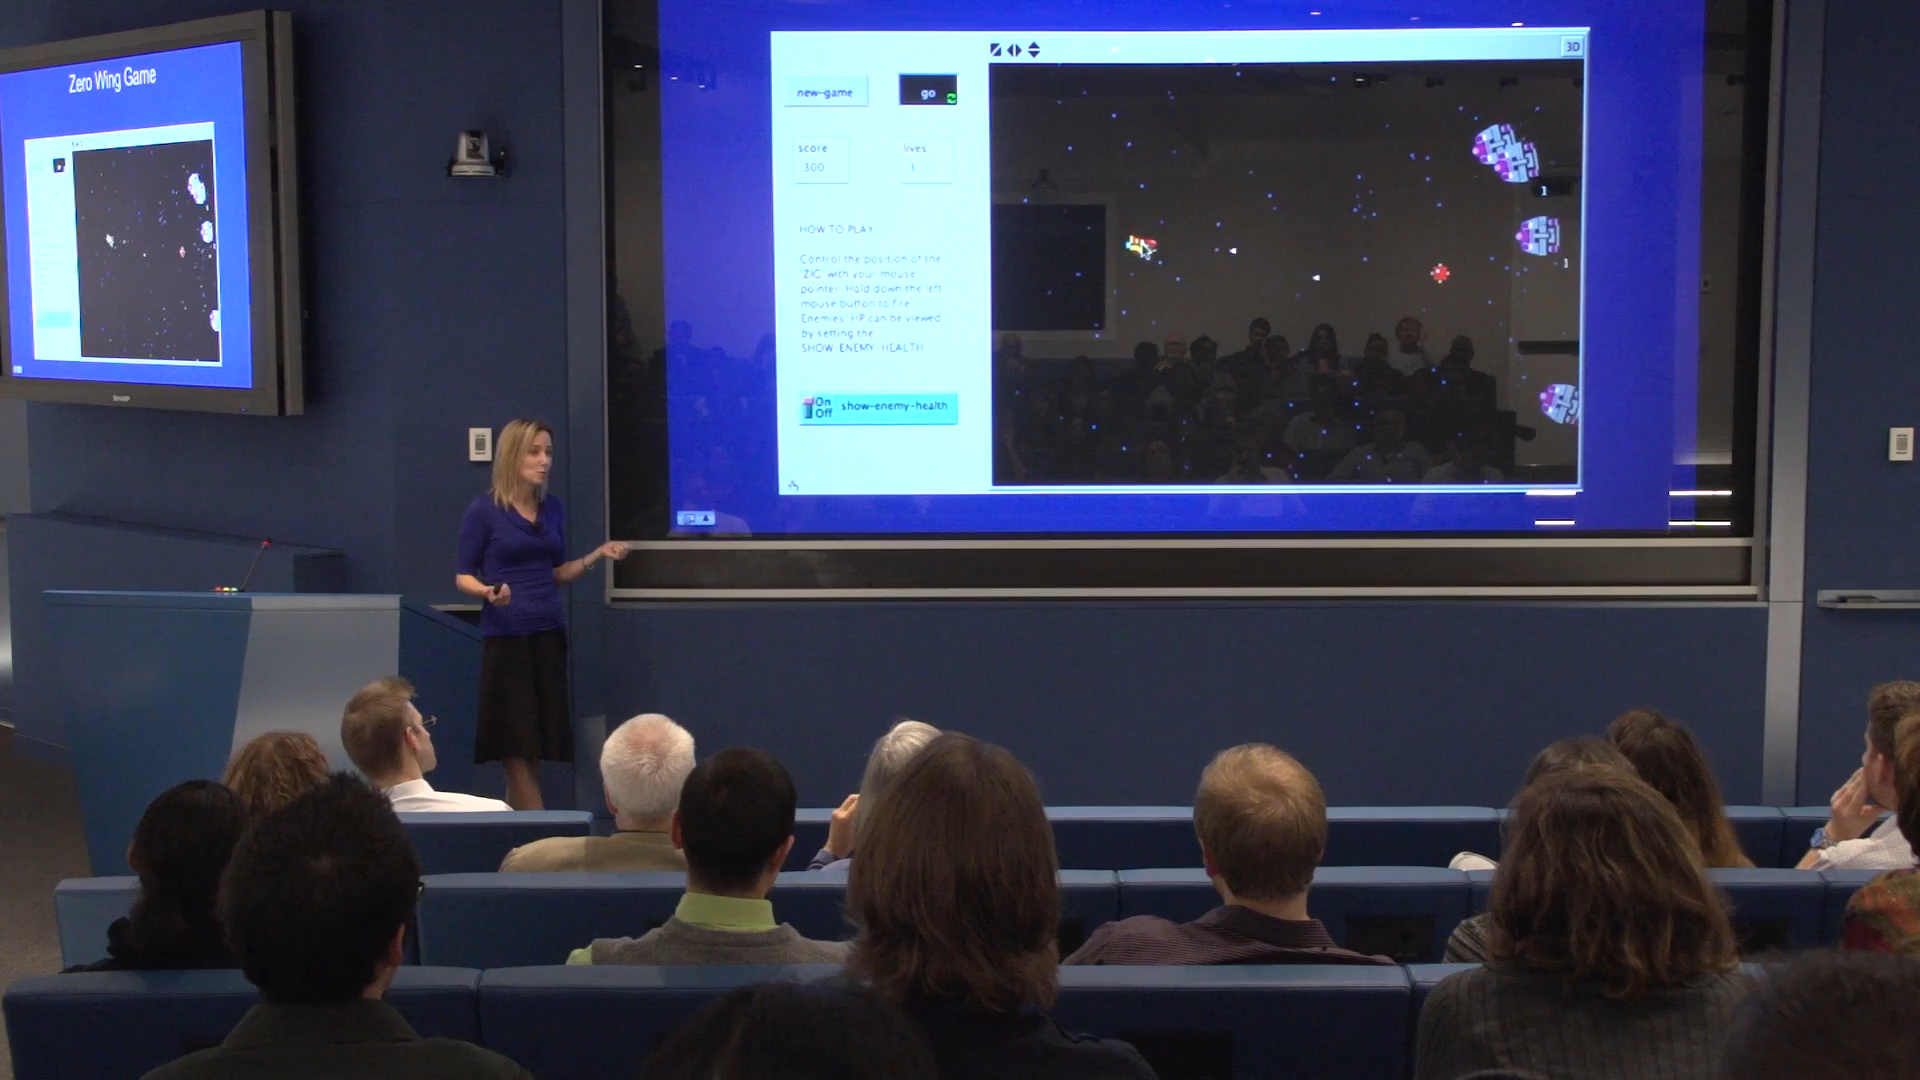 Zero Wing Game
SHARP
3D
new-game
go
score
300
lives
1
HOW TO PLAY
Control the position of the
'ZIG' with your mouse
pointer. Hold down the left
mouse button to fire.
Enemies' HP can be viewed
by setting the
SHOW-ENEMY-HEALTH
On
Off
show-enemy-health
1
1